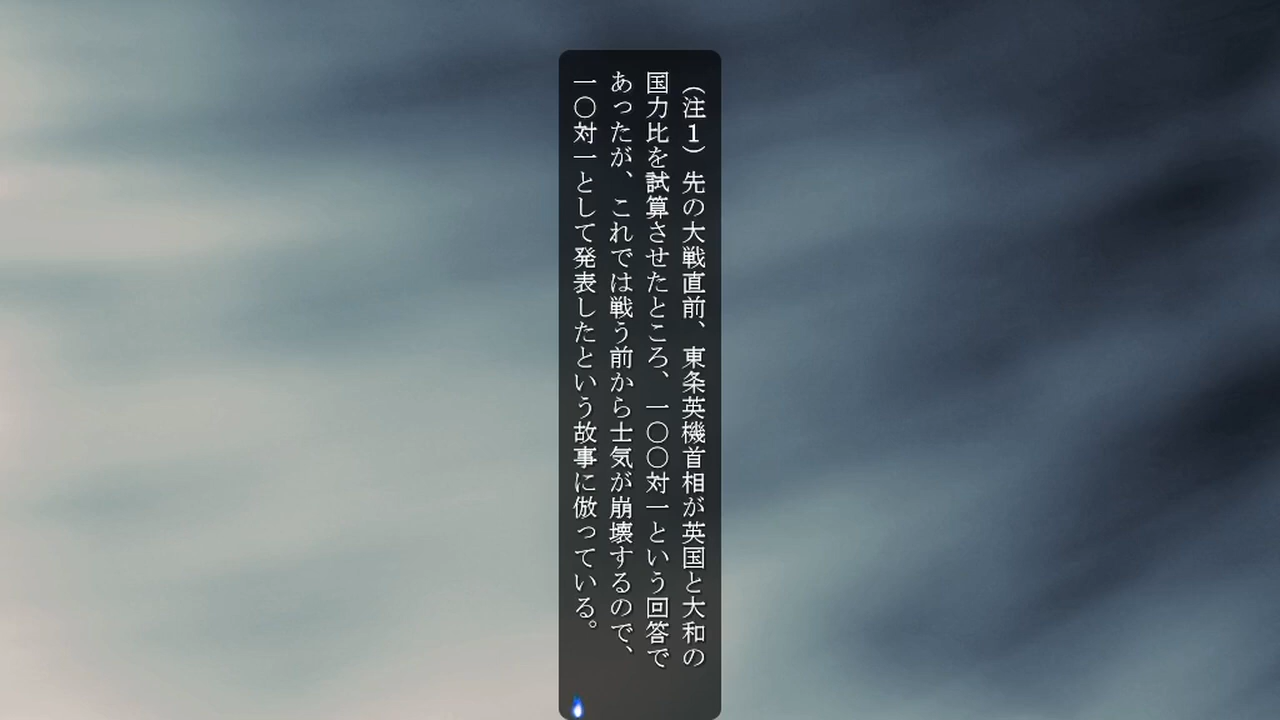 （注１）先の大戦直前、東条英機首相が英国と大和の
国力比を試算させたところ、一〇〇対一という回答で
あったが、これでは戦う前から士気が崩壊するので、
一〇対一として発表したという故事に倣っている。